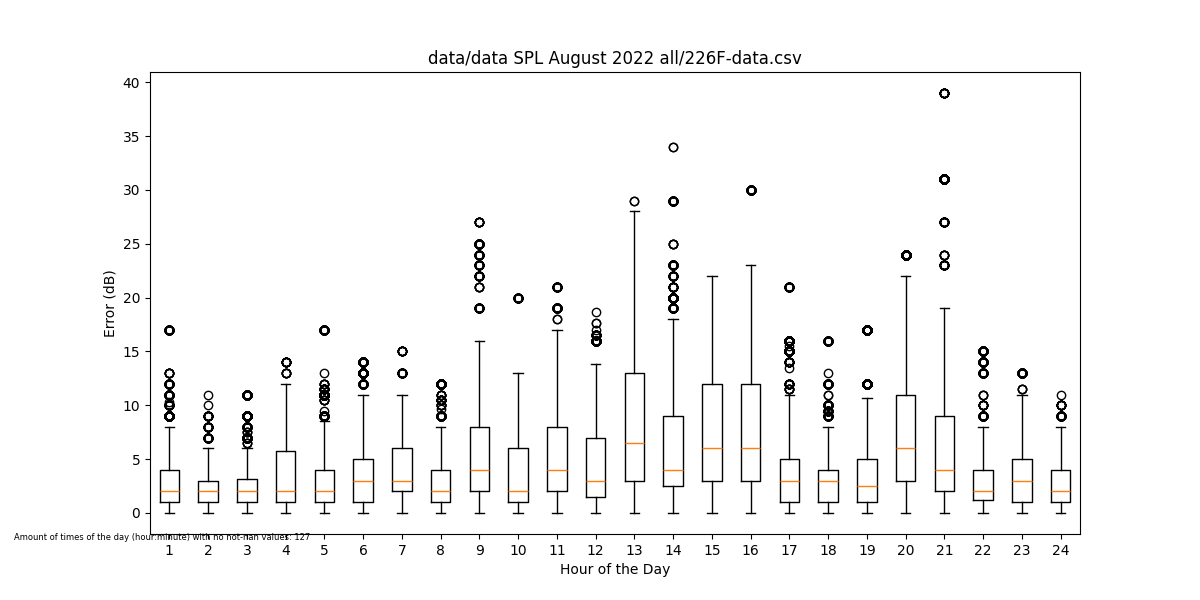 data/data SPL August 2022 all/226F-data.csv
40
35
30
25
20
15
10
5
0
Error (dB)
Amount of times of the day (hour:minute) with no not-nan values: 127
1 2 3 4 5 6 7 8 9 10 11 12 13 14 15 16 17 18 19 20 21 22 23 24
Hour of the Day